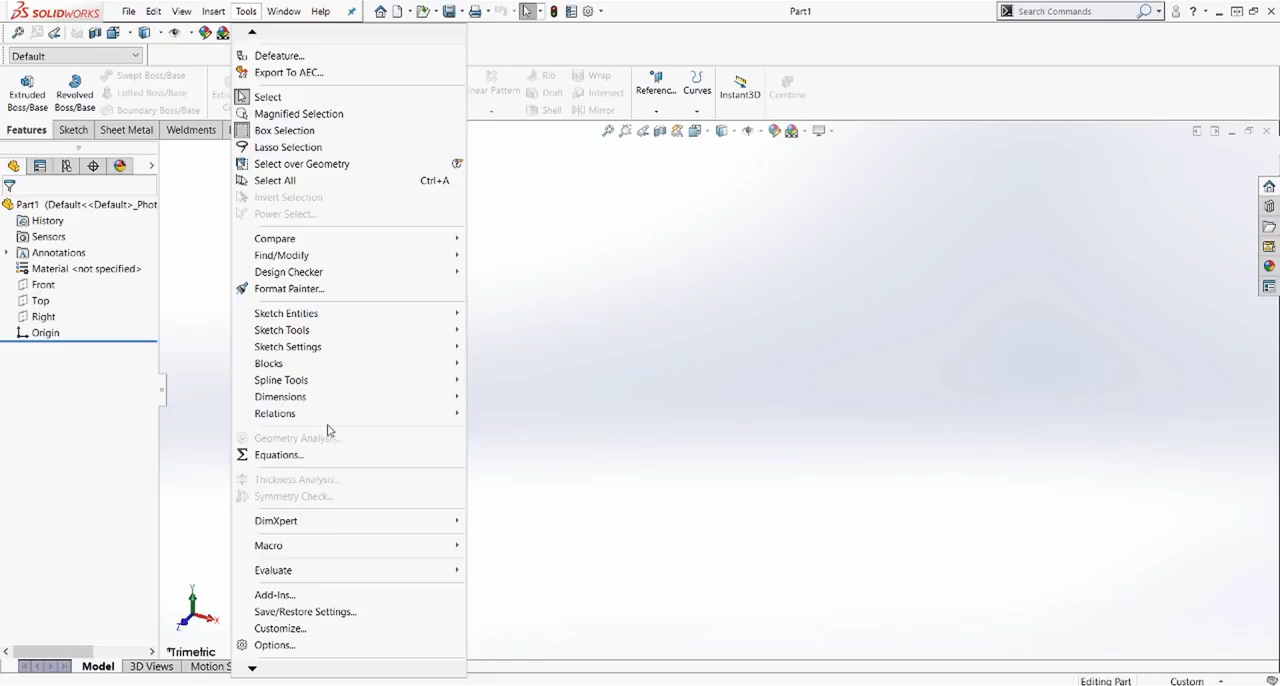 SOLIDWORKS File Edit View Insert Tools Window Help Part1 Search Commands
Default
Extruded Boss/Base
Revolved Boss/Base
Swept Boss/Base
Lofted Boss/Base
Boundary Boss/Base
Rib Wrap
Draft Intersect
Shell Mirror
Pattern
Referenc...
Curves
Instant3D
Combine
Features Sketch Sheet Metal Weldments
Part1 (Default<<Default>_Phot
History
Sensors
Annotations
Material <not specified>
Front
Top
Right
Origin
Defeature...
Export To AEC...
Select
Magnified Selection
Box Selection
Lasso Selection
Select over Geometry
Select All Ctrl+A
Invert Selection
Power Select...
Compare
Find/Modify
Design Checker
Format Painter...
Sketch Entities
Sketch Tools
Sketch Settings
Blocks
Spline Tools
Dimensions
Relations
Geometry Analysis...
Equations...
Thickness Analysis...
Symmetry Check...
DimXpert
Macro
Evaluate
Add-Ins...
Save/Restore Settings...
Customize...
Options...
Y
X
Z
*Trimetric
Model 3D Views Motion S
Editing Part Custom